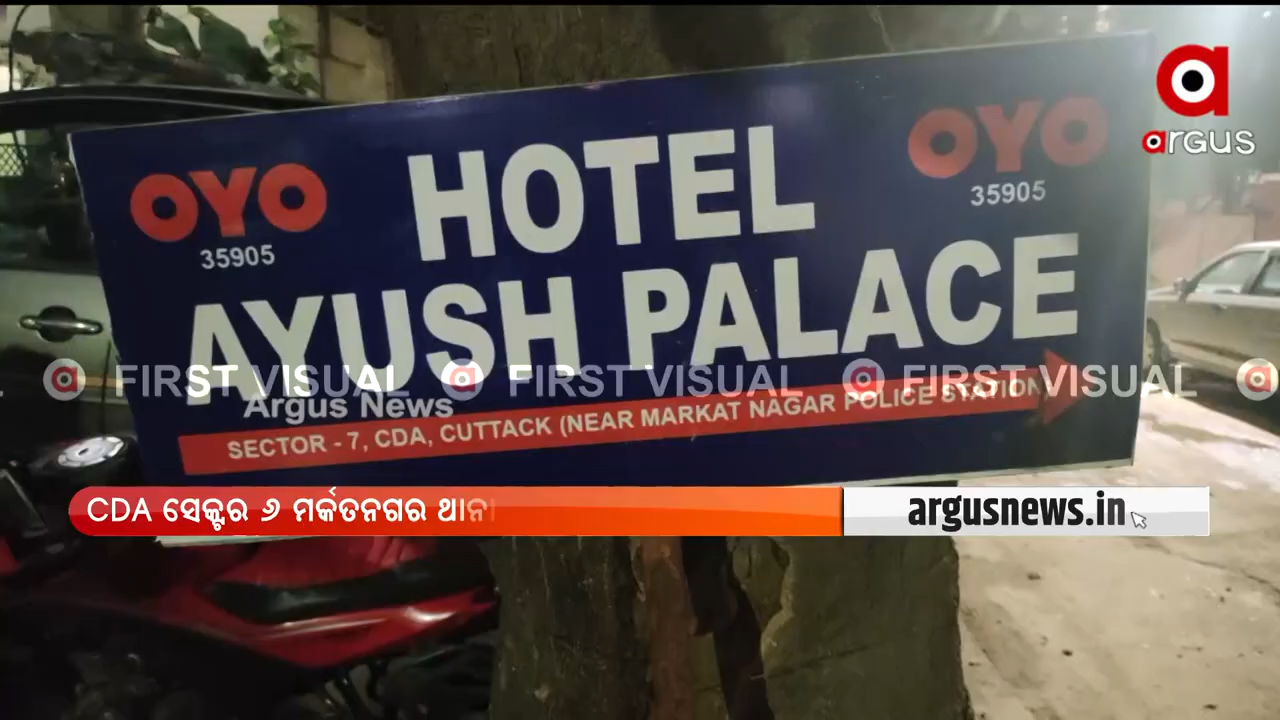 argus
OYO
35905
HOTEL
OYO
35905
AYUSH PALACE
FIRST VISUAL
FIRST VISUAL
FIRST VISUAL
Argus News
SECTOR - 7, CDA, CUTTACK (NEAR MARKAT NAGAR POLICE STATION)
CDA ସେକ୍ଟର ୬ ମର୍କତନଗର ଥାନା
argusnews.in